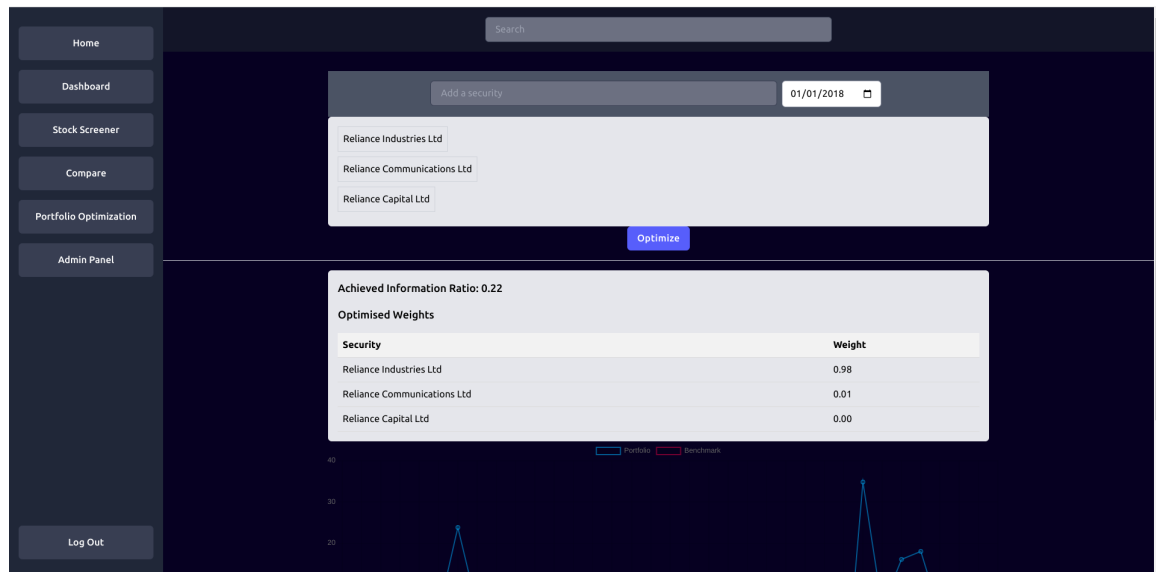 Search
Home
Dashboard
Stock Screener
Compare
Portfolio Optimization
Admin Panel
Log Out
Add a security
01/01/2018
Reliance Industries Ltd
Reliance Communications Ltd
Reliance Capital Ltd
Optimize
Achieved Information Ratio: 0.22
Optimised Weights
Security Weight
Reliance Industries Ltd 0.98
Reliance Communications Ltd 0.01
Reliance Capital Ltd 0.00
Portfolio Benchmark
40
30
20